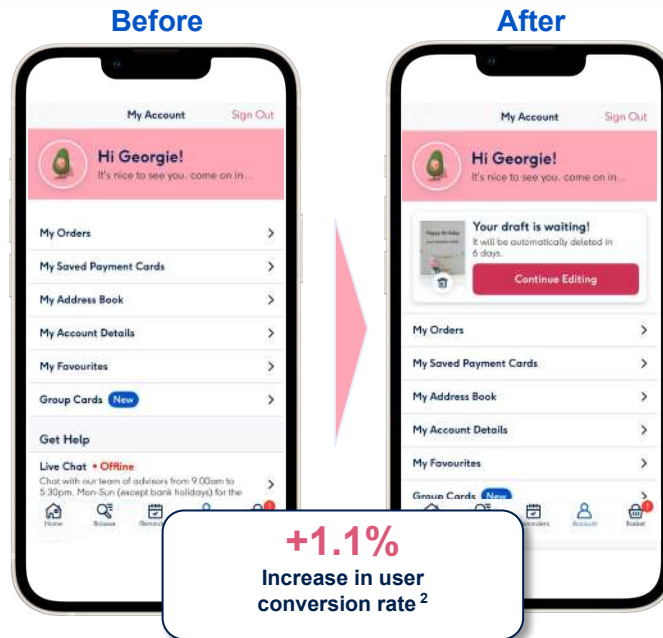 Before
My Account
Sign Out
Hi Georgie!
It's nice to see you, come on in...
My Orders
My Saved Payment Cards
My Address Book
My Account Details
My Favourites
Group Cards New
Get Help
Live Chat • Offline
Chat with our team of advisors from 9.00am to
5:30pm, Mon-Sun (except bank holidays) for the
Home
Browse
After
My Account
Sign Out
Hi Georgie!
It's nice to see you, come on in...
Happy Birthday
Your draft is waiting!
It will be automatically deleted in
6 days.
Continue Editing
My Orders
My Saved Payment Cards
My Address Book
My Account Details
My Favourites
Group Cards New
Account
Basket
+1.1%
Increase in user
conversion rate 2